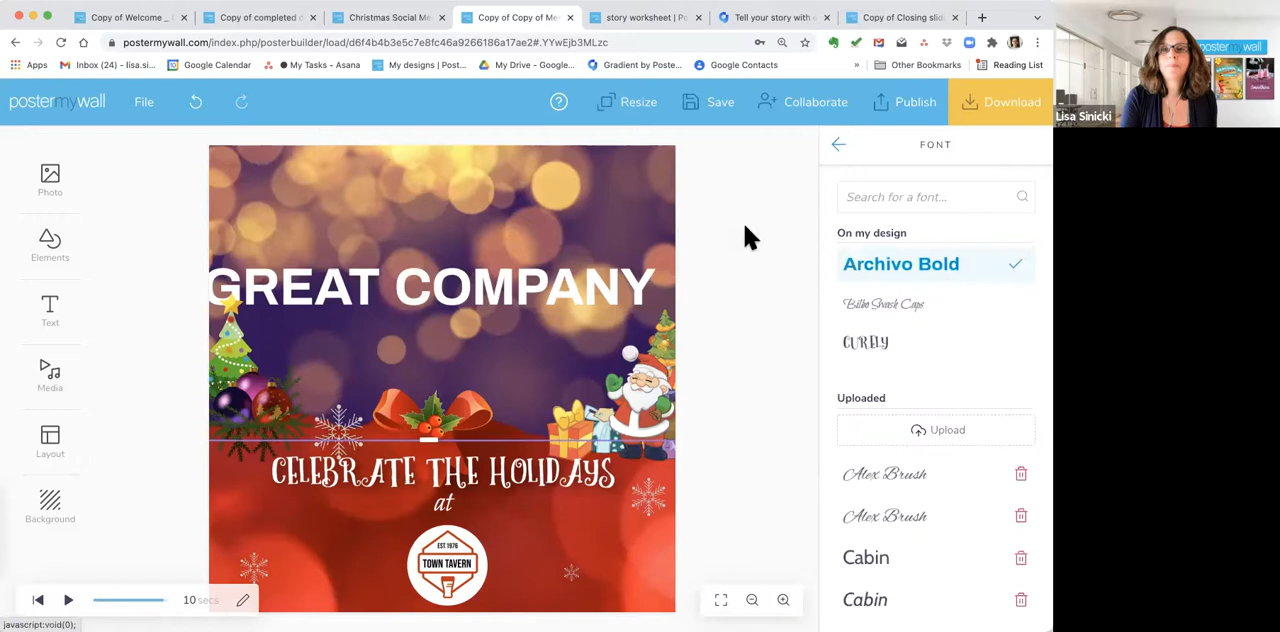 Copy of Welcome _
Copy of completed
Christmas Social Me
Copy of Copy of Me
story worksheet | Po
Tell your story with
Copy of Closing slid
postermywall.com/index.php/posterbuilder/load/
Apps
Inbox (24) - lisa.si...
Google Calendar
My Tasks - Asana
My designs | Post...
My Drive - Google...
Gradient by Poste...
Google Contacts
»
Other Bookmarks
Reading List
postermywall
File
?
Resize
Save
Collaborate
Publish
Download
postermywall
Lisa Sinicki
Photo
Elements
Text
Media
Layout
Background
GREAT COMPANY
CELEBRATE THE HOLIDAYS
at
EST.1976
TOWN TAVERN
10 secs
javascript:void(0);
FONT
Search for a font...
On my design
Archivo Bold
Bilbo Swash Caps
CURELY
Uploaded
Upload
Alex Brush
Alex Brush
Cabin
Cabin